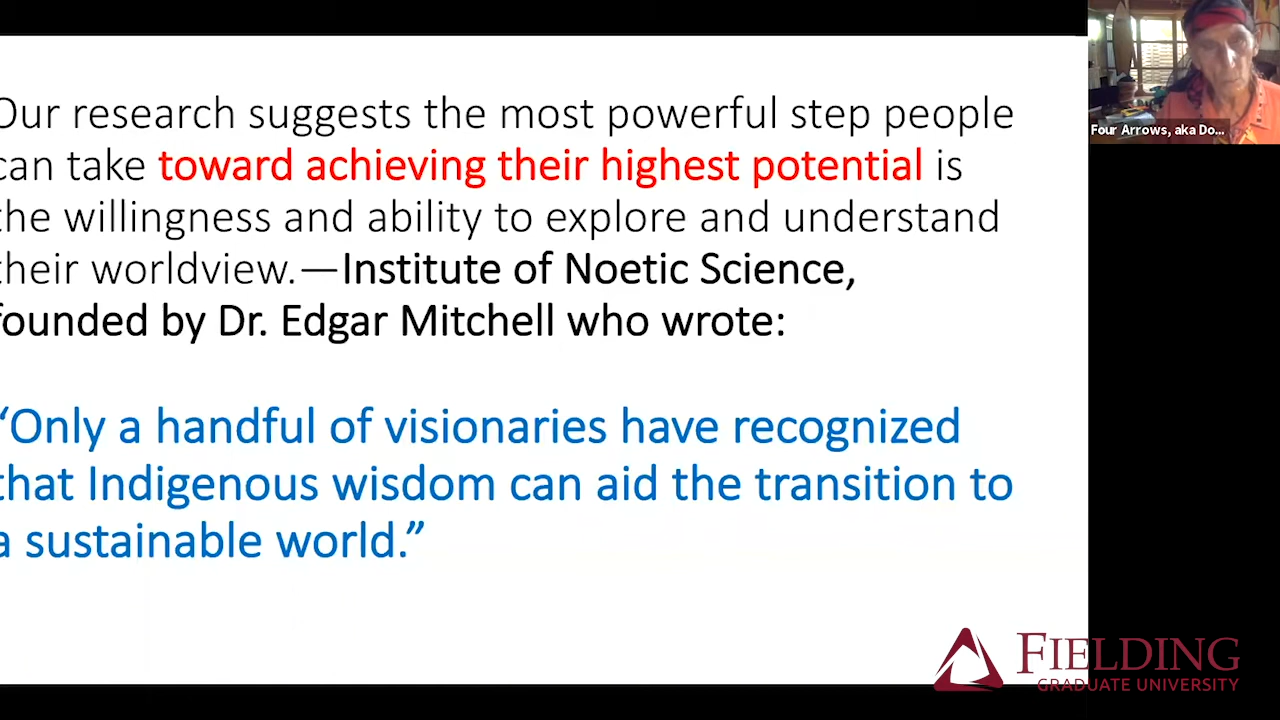 Our research suggests the most powerful step people
can take toward achieving their highest potential is
the willingness and ability to explore and understand
their worldview.—Institute of Noetic Science,
founded by Dr. Edgar Mitchell who wrote:
“Only a handful of visionaries have recognized
that Indigenous wisdom can aid the transition to
a sustainable world.”
Four Arrows, aka Do...
FIELDING
GRADUATE UNIVERSITY